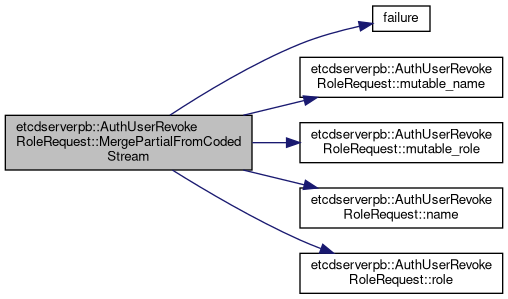 failure
etcdserverpb::AuthUserRevoke
RoleRequest::mutable_name
etcdserverpb::AuthUserRevoke
RoleRequest::MergePartialFromCoded
Stream
etcdserverpb::AuthUserRevoke
RoleRequest::mutable_role
etcdserverpb::AuthUserRevoke
RoleRequest::name
etcdserverpb::AuthUserRevoke
RoleRequest::role